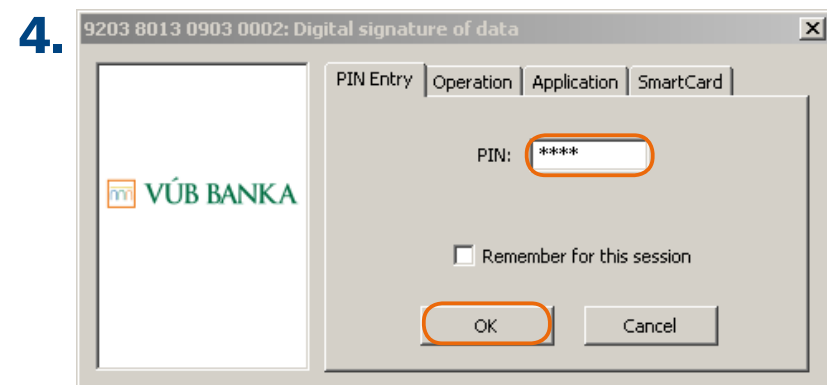 4.
9203 8013 0903 0002: Digital signature of data
PIN Entry Operation Application SmartCard
PIN: ****
VÚB BANKA
Remember for this session
OK Cancel